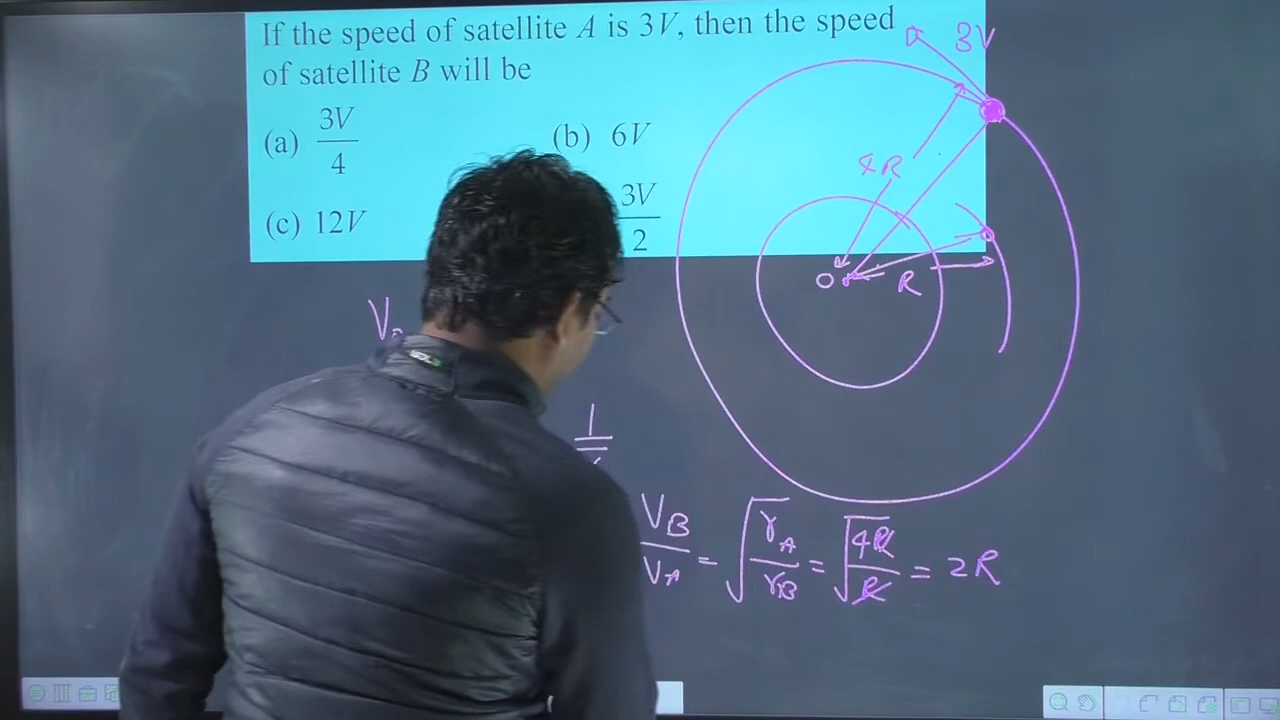 If the speed of satellite A is 3V, then the speed
of satellite B will be
(a) 3V/4
(b) 6V
(c) 12V
3V/2
3V
4R
O
R
V_B/V_A = √(r_A/r_B) = √(4R/R) = 2R